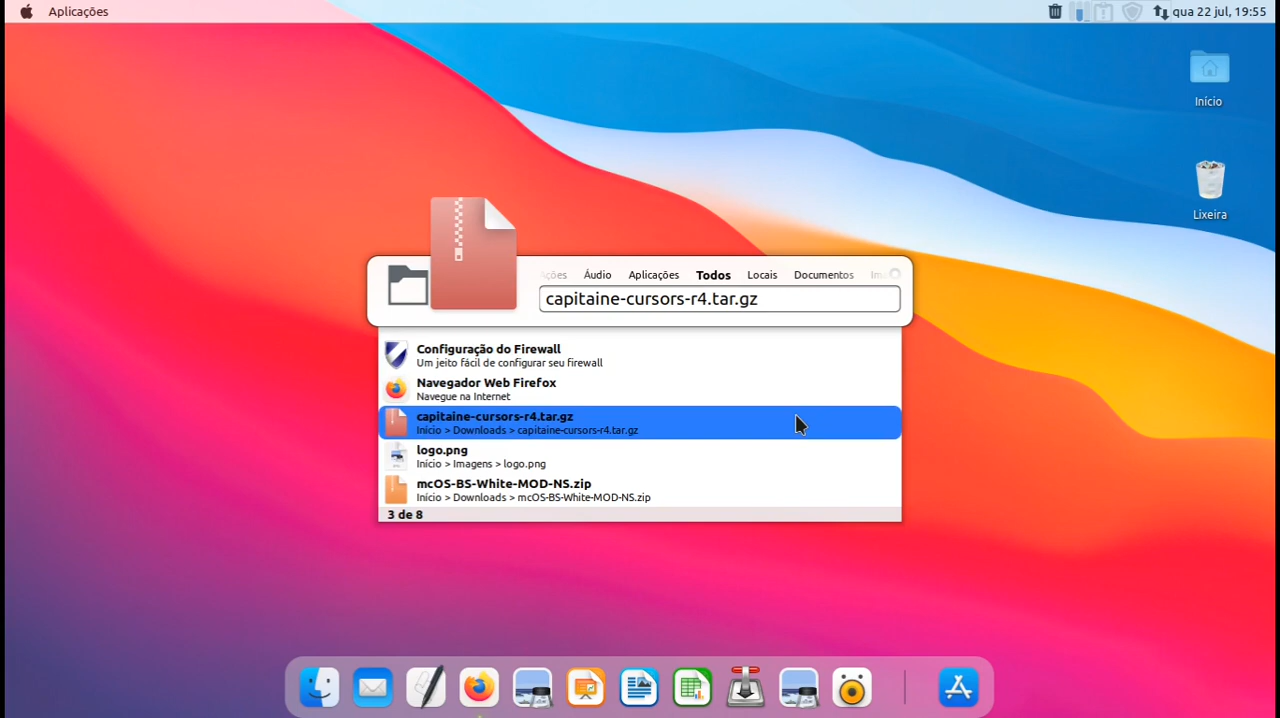 Aplicações
qua 22 jul, 19:55
Início
Lixeira
ções Áudio Aplicações Todos Locais Documentos Im
capitaine-cursors-r4.tar.gz
Configuração do Firewall
Um jeito fácil de configurar seu firewall
Navegador Web Firefox
Navegue na Internet
capitaine-cursors-r4.tar.gz
Início > Downloads > capitaine-cursors-r4.tar.gz
logo.png
Início > Imagens > logo.png
mcOS-BS-White-MOD-NS.zip
Início > Downloads > mcOS-BS-White-MOD-NS.zip
3 de 8